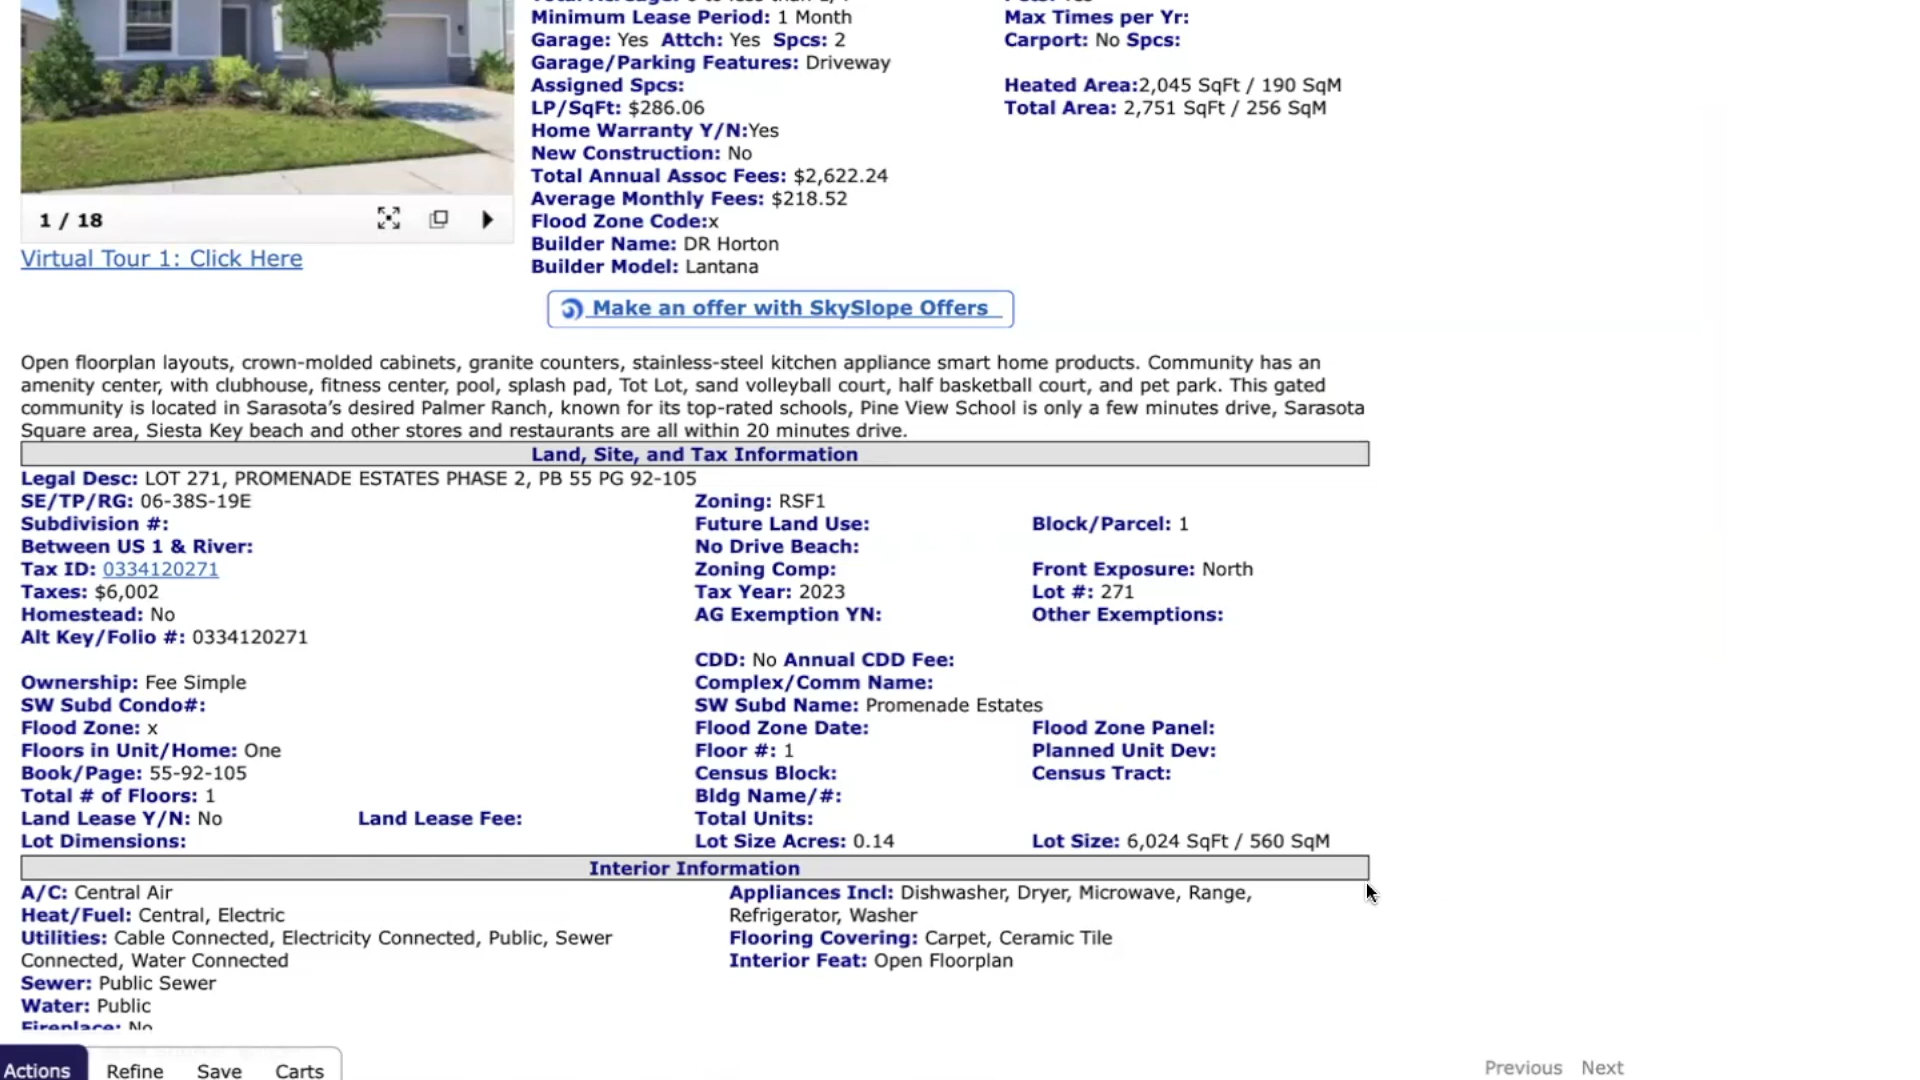 Minimum Lease Period: 1 Month
Max Times per Yr:
Garage: Yes Attch: Yes Spcs: 2
Carport: No Spcs:
Garage/Parking Features: Driveway
Assigned Spcs:
Heated Area:2,045 SqFt / 190 SqM
LP/SqFt: $286.06
Total Area: 2,751 SqFt / 256 SqM
Home Warranty Y/N:Yes
New Construction: No
Total Annual Assoc Fees: $2,622.24
Average Monthly Fees: $218.52
Flood Zone Code:x
Builder Name: DR Horton
Builder Model: Lantana
1 / 18
Virtual Tour 1: Click Here
Make an offer with SkySlope Offers
Open floorplan layouts, crown-molded cabinets, granite counters, stainless-steel kitchen appliance smart home products. Community has an
amenity center, with clubhouse, fitness center, pool, splash pad, Tot Lot, sand volleyball court, half basketball court, and pet park. This gated
community is located in Sarasota’s desired Palmer Ranch, known for its top-rated schools, Pine View School is only a few minutes drive, Sarasota
Square area, Siesta Key beach and other stores and restaurants are all within 20 minutes drive.
Land, Site, and Tax Information
Legal Desc: LOT 271, PROMENADE ESTATES PHASE 2, PB 55 PG 92-105
SE/TP/RG: 06-38S-19E
Zoning: RSF1
Subdivision #:
Future Land Use:
Block/Parcel: 1
Between US 1 & River:
No Drive Beach:
Tax ID: 0334120271
Zoning Comp:
Front Exposure: North
Taxes: $6,002
Tax Year: 2023
Lot #: 271
Homestead: No
AG Exemption YN:
Other Exemptions:
Alt Key/Folio #: 0334120271
CDD: No Annual CDD Fee:
Ownership: Fee Simple
Complex/Comm Name:
SW Subd Condo#:
SW Subd Name: Promenade Estates
Flood Zone: x
Flood Zone Date:
Flood Zone Panel:
Floors in Unit/Home: One
Floor #: 1
Planned Unit Dev:
Book/Page: 55-92-105
Census Block:
Census Tract:
Total # of Floors: 1
Bldg Name/#:
Land Lease Y/N: No
Land Lease Fee:
Total Units:
Lot Dimensions:
Lot Size Acres: 0.14
Lot Size: 6,024 SqFt / 560 SqM
Interior Information
A/C: Central Air
Appliances Incl: Dishwasher, Dryer, Microwave, Range,
Heat/Fuel: Central, Electric
Refrigerator, Washer
Utilities: Cable Connected, Electricity Connected, Public, Sewer
Flooring Covering: Carpet, Ceramic Tile
Connected, Water Connected
Interior Feat: Open Floorplan
Sewer: Public Sewer
Water: Public
Fireplace: No
Actions
Refine
Save
Carts
Previous
Next